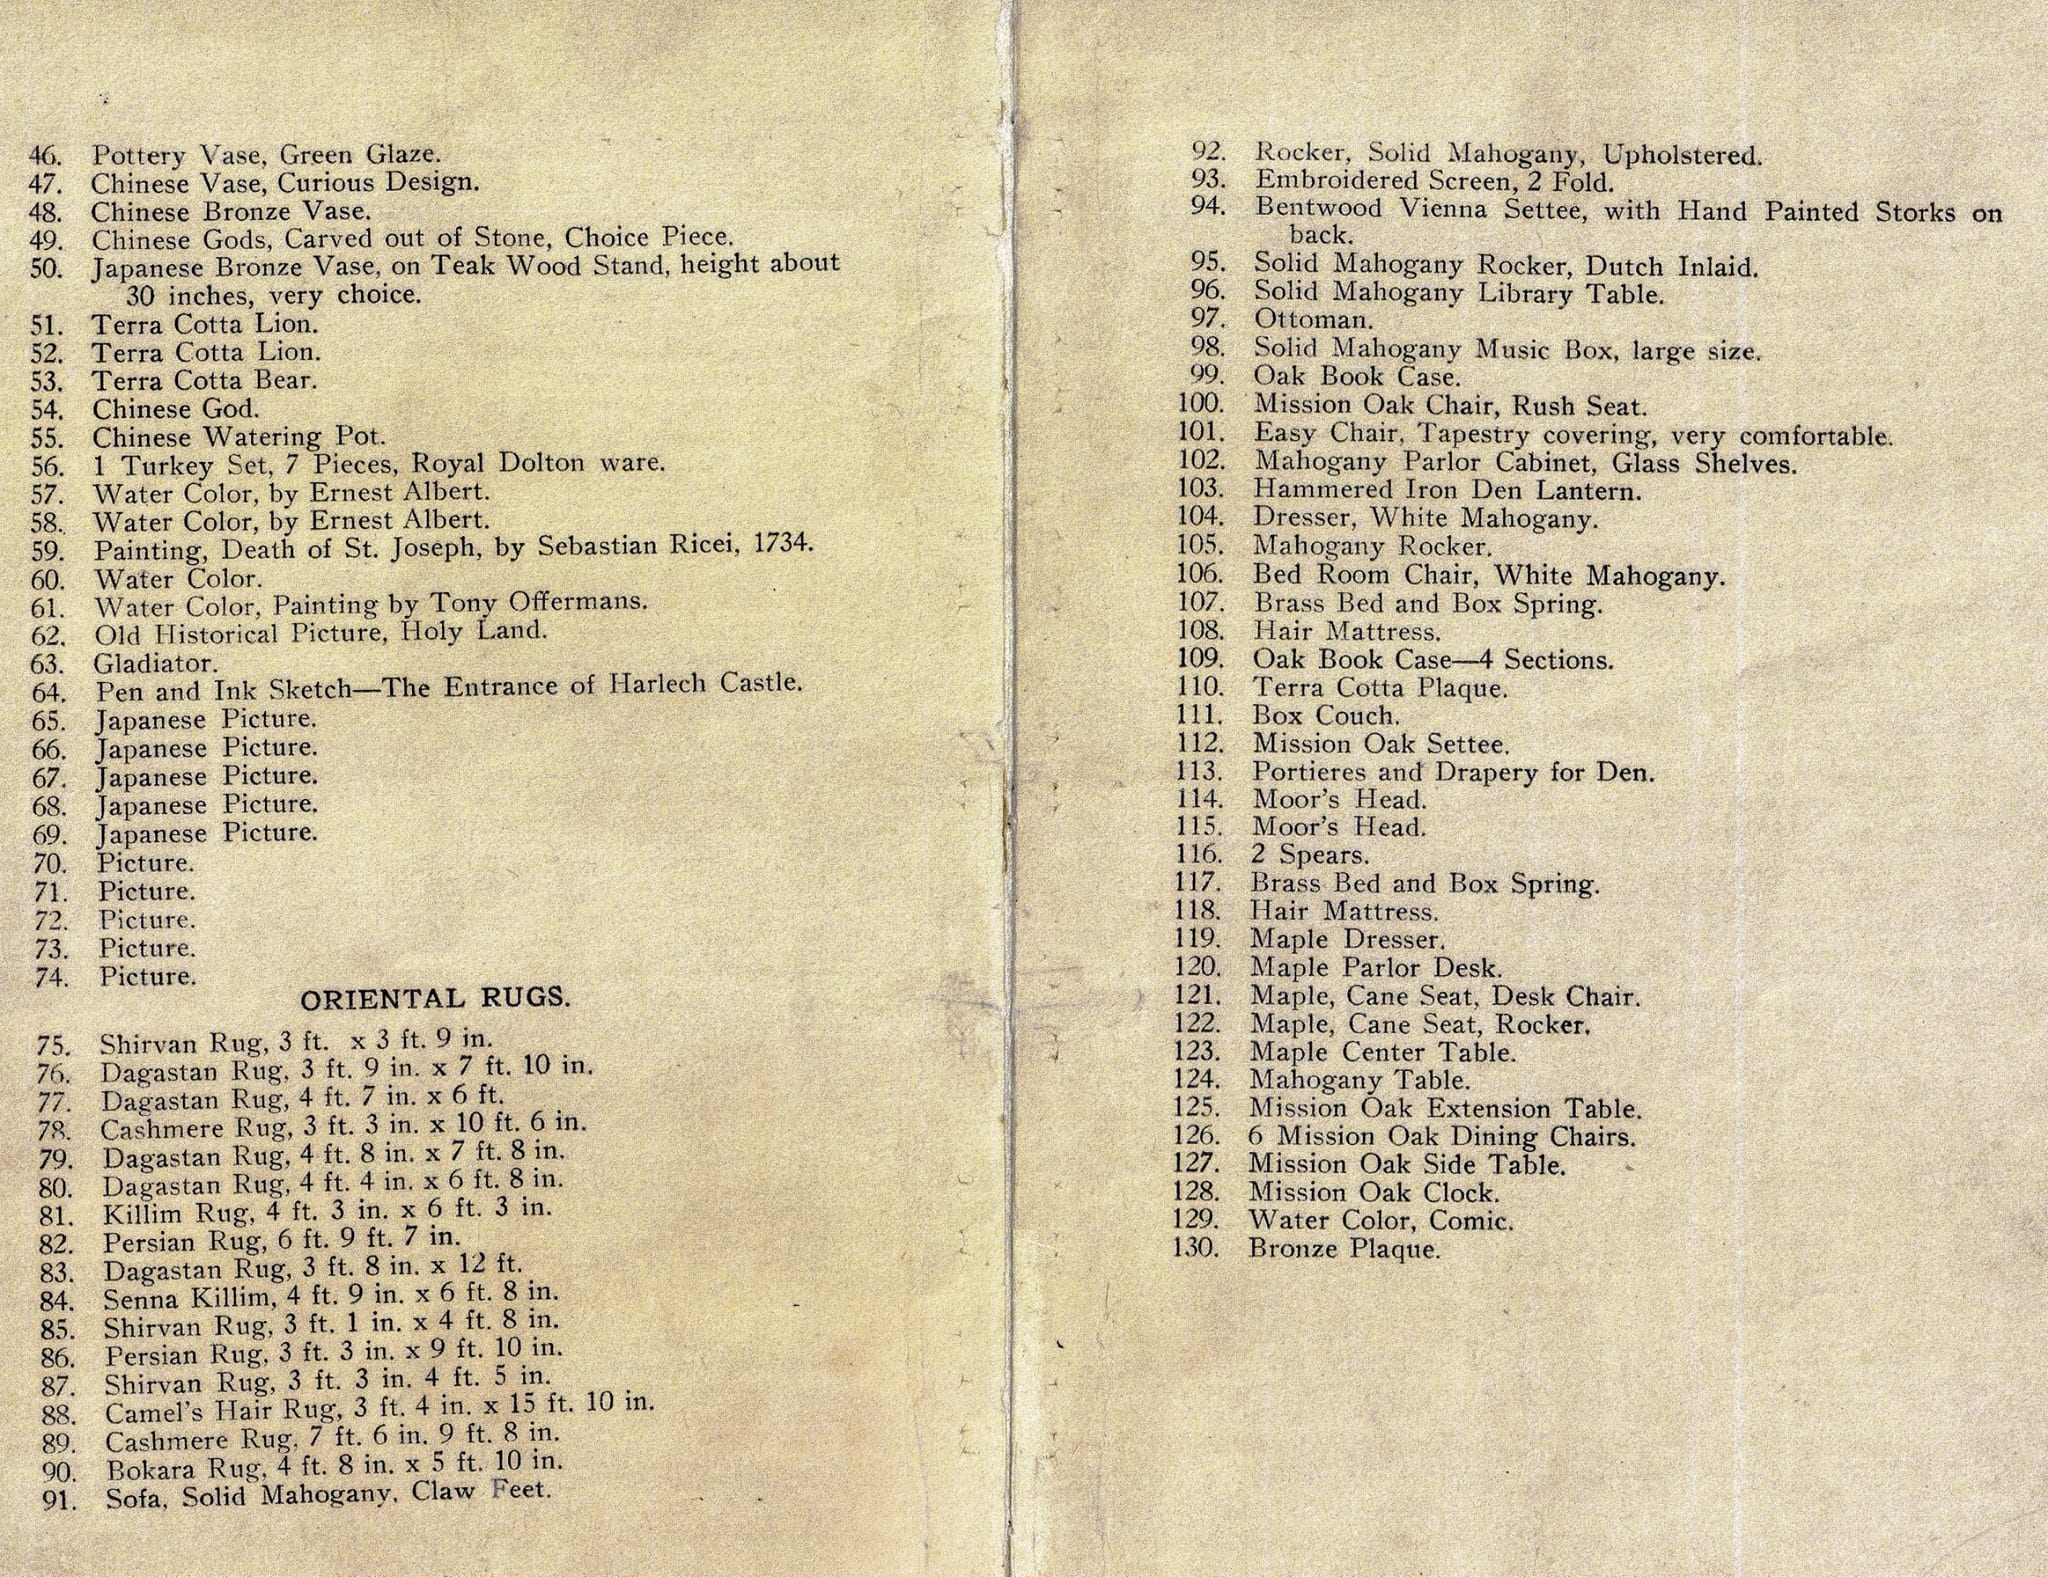 46. Pottery Vase, Green Glaze.
47. Chinese Vase, Curious Design.
48. Chinese Bronze Vase.
49. Chinese Gods, Carved out of Stone, Choice Piece.
50. Japanese Bronze Vase, on Teak Wood Stand, height about
30 inches, very choice.
51. Terra Cotta Lion.
52. Terra Cotta Lion.
53. Terra Cotta Bear.
54. Chinese God.
55. Chinese Watering Pot.
56. 1 Turkey Set, 7 Pieces, Royal Dolton ware.
57. Water Color, by Ernest Albert.
58. Water Color, by Ernest Albert.
59. Painting, Death of St. Joseph, by Sebastian Ricei, 1734.
60. Water Color.
61. Water Color, Painting by Tony Offermans.
62. Old Historical Picture, Holy Land.
63. Gladiator.
64. Pen and Ink Sketch—The Entrance of Harlech Castle.
65. Japanese Picture.
66. Japanese Picture.
67. Japanese Picture.
68. Japanese Picture.
69. Japanese Picture.
70. Picture.
71. Picture.
72. Picture.
73. Picture.
74. Picture.
ORIENTAL RUGS.
75. Shirvan Rug, 3 ft. x 3 ft. 9 in.
76. Dagastan Rug, 3 ft. 9 in. x 7 ft. 10 in.
77. Dagastan Rug, 4 ft. 7 in. x 6 ft.
78. Cashmere Rug, 3 ft. 3 in. x 10 ft. 6 in.
79. Dagastan Rug, 4 ft. 8 in. x 7 ft. 8 in.
80. Dagastan Rug, 4 ft. 4 in. x 6 ft. 8 in.
81. Killim Rug, 4 ft. 3 in. x 6 ft. 3 in.
82. Persian Rug, 6 ft. 9 ft. 7 in.
83. Dagastan Rug, 3 ft. 8 in. x 12 ft.
84. Senna Killim, 4 ft. 9 in. x 6 ft. 8 in.
85. Shirvan Rug, 3 ft. 1 in. x 4 ft. 8 in.
86. Persian Rug, 3 ft. 3 in. x 9 ft. 10 in.
87. Shirvan Rug, 3 ft. 3 in. 4 ft. 5 in.
88. Camel's Hair Rug, 3 ft. 4 in. x 15 ft. 10 in.
89. Cashmere Rug, 7 ft. 6 in. 9 ft. 8 in.
90. Bokara Rug, 4 ft. 8 in. x 5 ft. 10 in.
91. Sofa, Solid Mahogany, Claw Feet.
92. Rocker, Solid Mahogany, Upholstered.
93. Embroidered Screen, 2 Fold.
94. Bentwood Vienna Settee, with Hand Painted Storks on
back.
95. Solid Mahogany Rocker, Dutch Inlaid.
96. Solid Mahogany Library Table.
97. Ottoman.
98. Solid Mahogany Music Box, large size.
99. Oak Book Case.
100. Mission Oak Chair, Rush Seat.
101. Easy Chair, Tapestry covering, very comfortable.
102. Mahogany Parlor Cabinet, Glass Shelves.
103. Hammered Iron Den Lantern.
104. Dresser, White Mahogany.
105. Mahogany Rocker.
106. Bed Room Chair, White Mahogany.
107. Brass Bed and Box Spring.
108. Hair Mattress.
109. Oak Book Case—4 Sections.
110. Terra Cotta Plaque.
111. Box Couch.
112. Mission Oak Settee.
113. Portieres and Drapery for Den.
114. Moor's Head.
115. Moor's Head.
116. 2 Spears.
117. Brass Bed and Box Spring.
118. Hair Mattress.
119. Maple Dresser.
120. Maple Parlor Desk.
121. Maple, Cane Seat, Desk Chair.
122. Maple, Cane Seat, Rocker.
123. Maple Center Table.
124. Mahogany Table.
125. Mission Oak Extension Table.
126. 6 Mission Oak Dining Chairs.
127. Mission Oak Side Table.
128. Mission Oak Clock.
129. Water Color, Comic.
130. Bronze Plaque.